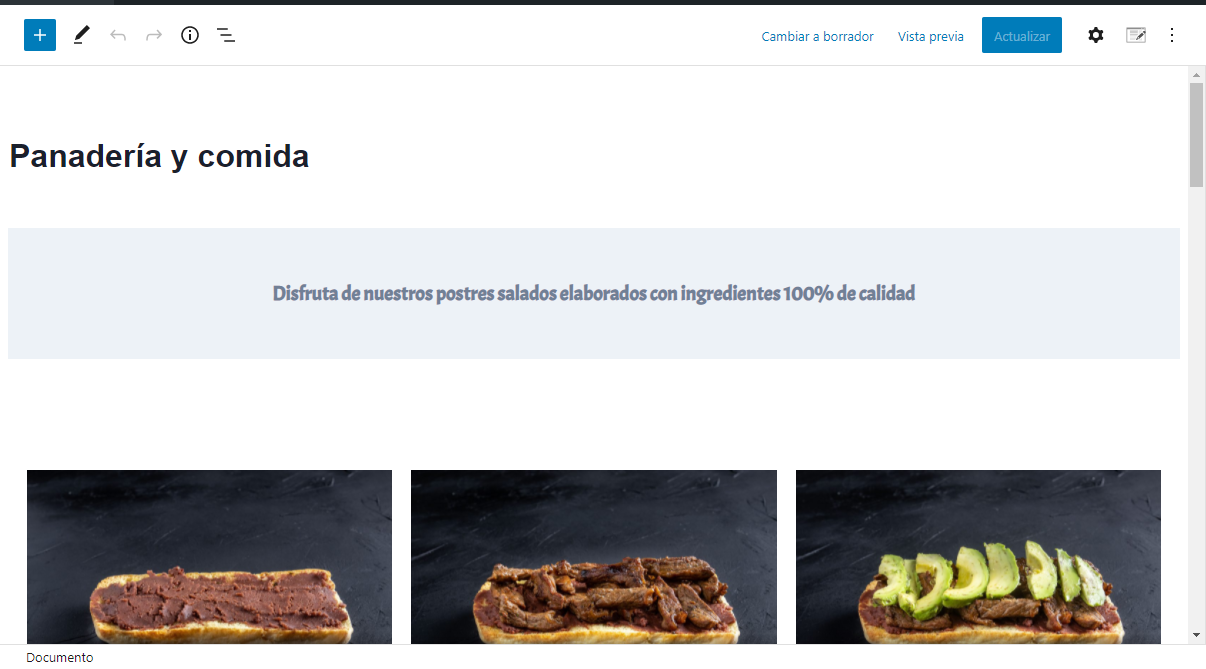 Cambiar a borrador
Vista previa
Actualizar
Panadería y comida
Disfruta de nuestros postres salados elaborados con ingredientes 100% de calidad
Documento